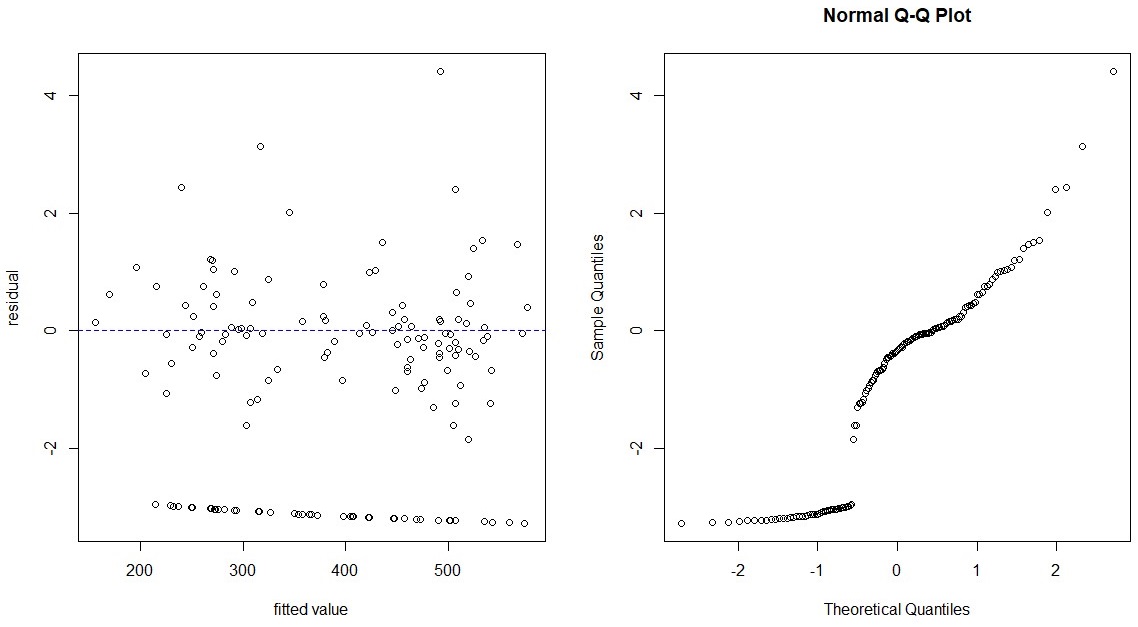 Normal Q-Q Plot
residual
4
2
0
-2
200 300 400 500
fitted value
Sample Quantiles
4
2
0
-2
-2 -1 0 1 2
Theoretical Quantiles